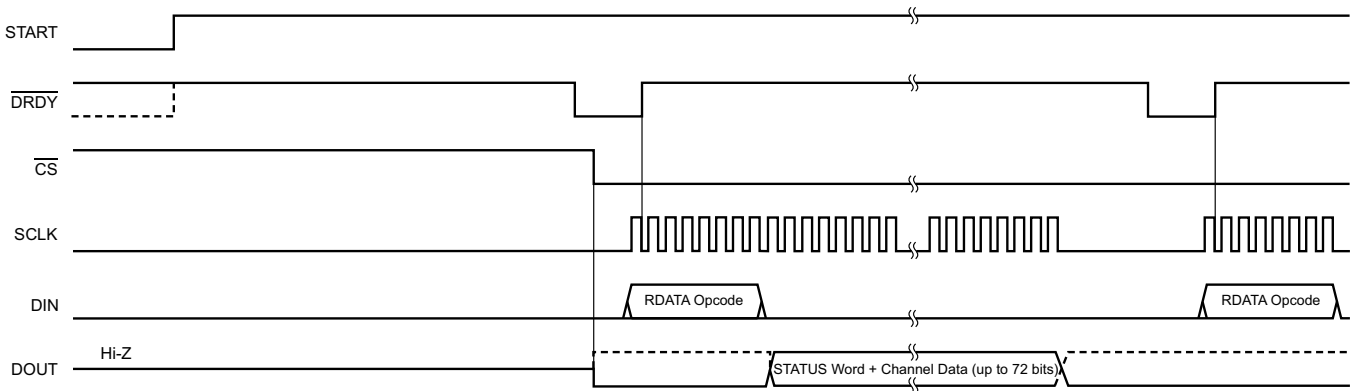 START
DRDY
CS
SCLK
DIN
RDATA Opcode RDATA Opcode
Hi-Z
DOUT
STATUS Word + Channel Data (up to 72 bits)